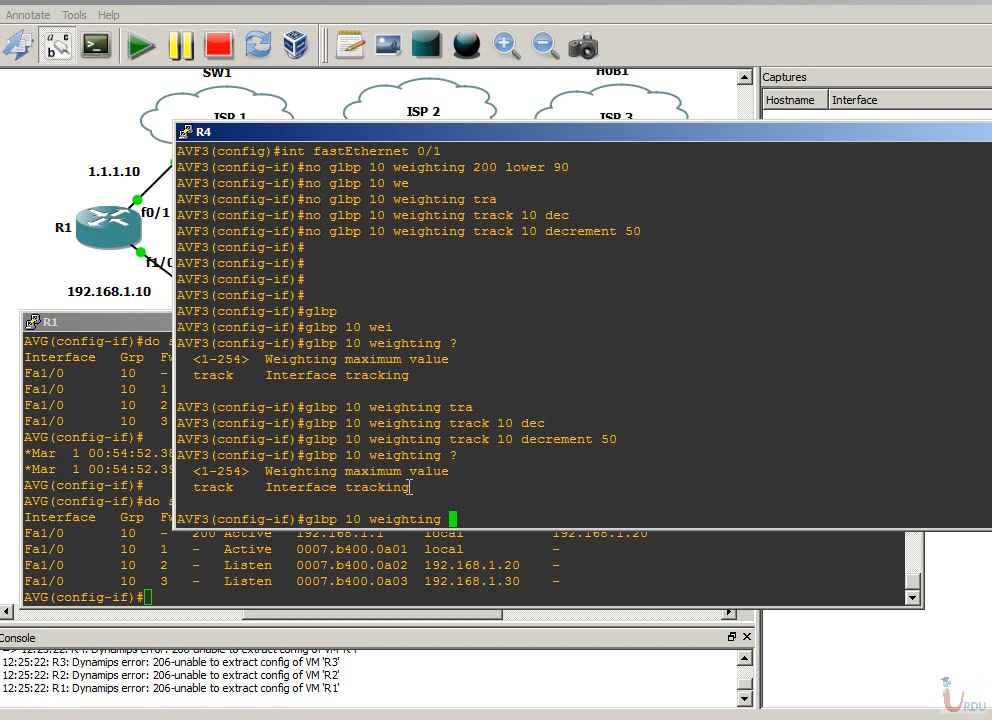 Annotate Tools Help
SW1
HUB1
ISP 1
ISP 2
ISP 3
Captures
Hostname Interface
1.1.1.10
f0/1
R1
f1/0
192.168.1.10
R4
AVF3(config)#int fastEthernet 0/1
AVF3(config-if)#no glbp 10 weighting 200 lower 90
AVF3(config-if)#no glbp 10 we
AVF3(config-if)#no glbp 10 weighting tra
AVF3(config-if)#no glbp 10 weighting track 10 dec
AVF3(config-if)#no glbp 10 weighting track 10 decrement 50
AVF3(config-if)#
AVF3(config-if)#
AVF3(config-if)#
AVF3(config-if)#
AVF3(config-if)#glbp
AVF3(config-if)#glbp 10 wei
AVF3(config-if)#glbp 10 weighting ?
<1-254> Weighting maximum value
track Interface tracking
AVF3(config-if)#glbp 10 weighting tra
AVF3(config-if)#glbp 10 weighting track 10 dec
AVF3(config-if)#glbp 10 weighting track 10 decrement 50
AVF3(config-if)#glbp 10 weighting ?
<1-254> Weighting maximum value
track Interface tracking
AVF3(config-if)#glbp 10 weighting
R1
AVG(config-if)#do s
Interface Grp Fw
Fa1/0 10 -
Fa1/0 10 1
Fa1/0 10 2
Fa1/0 10 3
AVG(config-if)#
*Mar 1 00:54:52.38
*Mar 1 00:54:52.39
AVG(config-if)#
AVG(config-if)#do s
Interface Grp Fw
Fa1/0 10 - 200 Active 192.168.1.1 local 192.168.1.20
Fa1/0 10 1 - Active 0007.b400.0a01 local -
Fa1/0 10 2 - Listen 0007.b400.0a02 192.168.1.20 -
Fa1/0 10 3 - Listen 0007.b400.0a03 192.168.1.30 -
AVG(config-if)#
Console
12:25:22: R3: Dynamips error: 206-unable to extract config of VM 'R3'
12:25:22: R2: Dynamips error: 206-unable to extract config of VM 'R2'
12:25:22: R1: Dynamips error: 206-unable to extract config of VM 'R1'
URDU